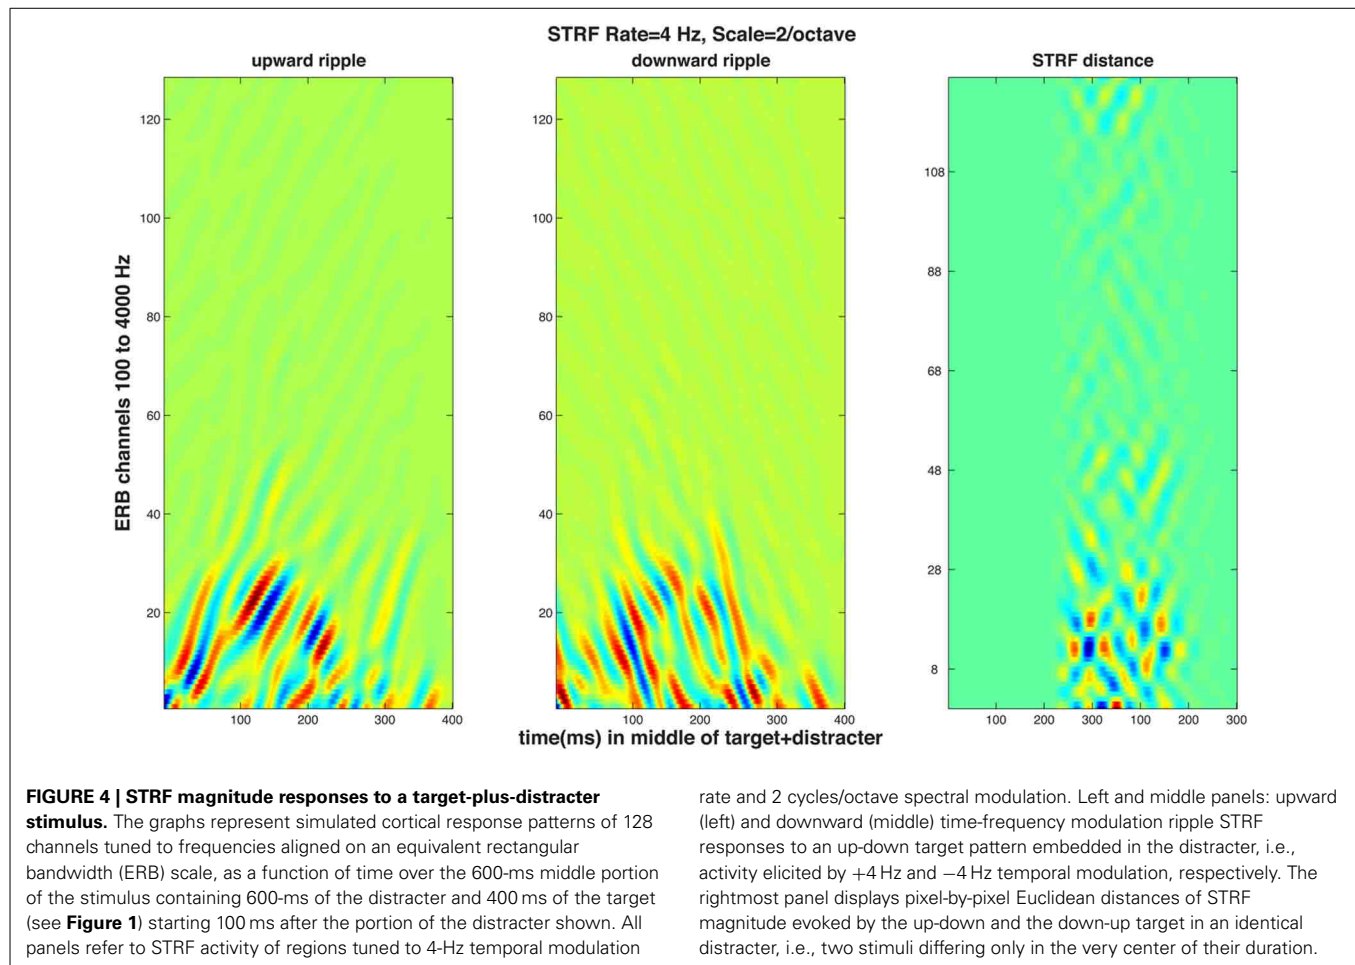 STRF Rate=4 Hz, Scale=2/octave
upward ripple
downward ripple
STRF distance
ERB channels 100 to 4000 Hz
120
100
80
60
40
20
100 200 300 400
120
100
80
60
40
20
100 200 300 400
108
88
68
48
28
8
100 200 300 100 200 300
time(ms) in middle of target+distracter
FIGURE 4 | STRF magnitude responses to a target-plus-distracter
stimulus. The graphs represent simulated cortical response patterns of 128
channels tuned to frequencies aligned on an equivalent rectangular
bandwidth (ERB) scale, as a function of time over the 600-ms middle portion
of the stimulus containing 600-ms of the distracter and 400 ms of the target
(see Figure 1) starting 100 ms after the portion of the distracter shown. All
panels refer to STRF activity of regions tuned to 4-Hz temporal modulation
rate and 2 cycles/octave spectral modulation. Left and middle panels: upward
(left) and downward (middle) time-frequency modulation ripple STRF
responses to an up-down target pattern embedded in the distracter, i.e.,
activity elicited by +4 Hz and −4 Hz temporal modulation, respectively. The
rightmost panel displays pixel-by-pixel Euclidean distances of STRF
magnitude evoked by the up-down and the down-up target in an identical
distracter, i.e., two stimuli differing only in the very center of their duration.